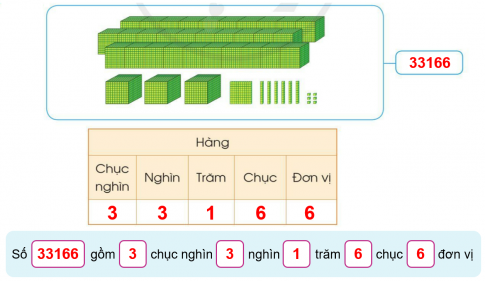 33166
Hàng
Chục nghìn Nghìn Trăm Chục Đơn vị
3 3 1 6 6
Số 33166 gồm 3 chục nghìn 3 nghìn 1 trăm 6 chục 6 đơn vị